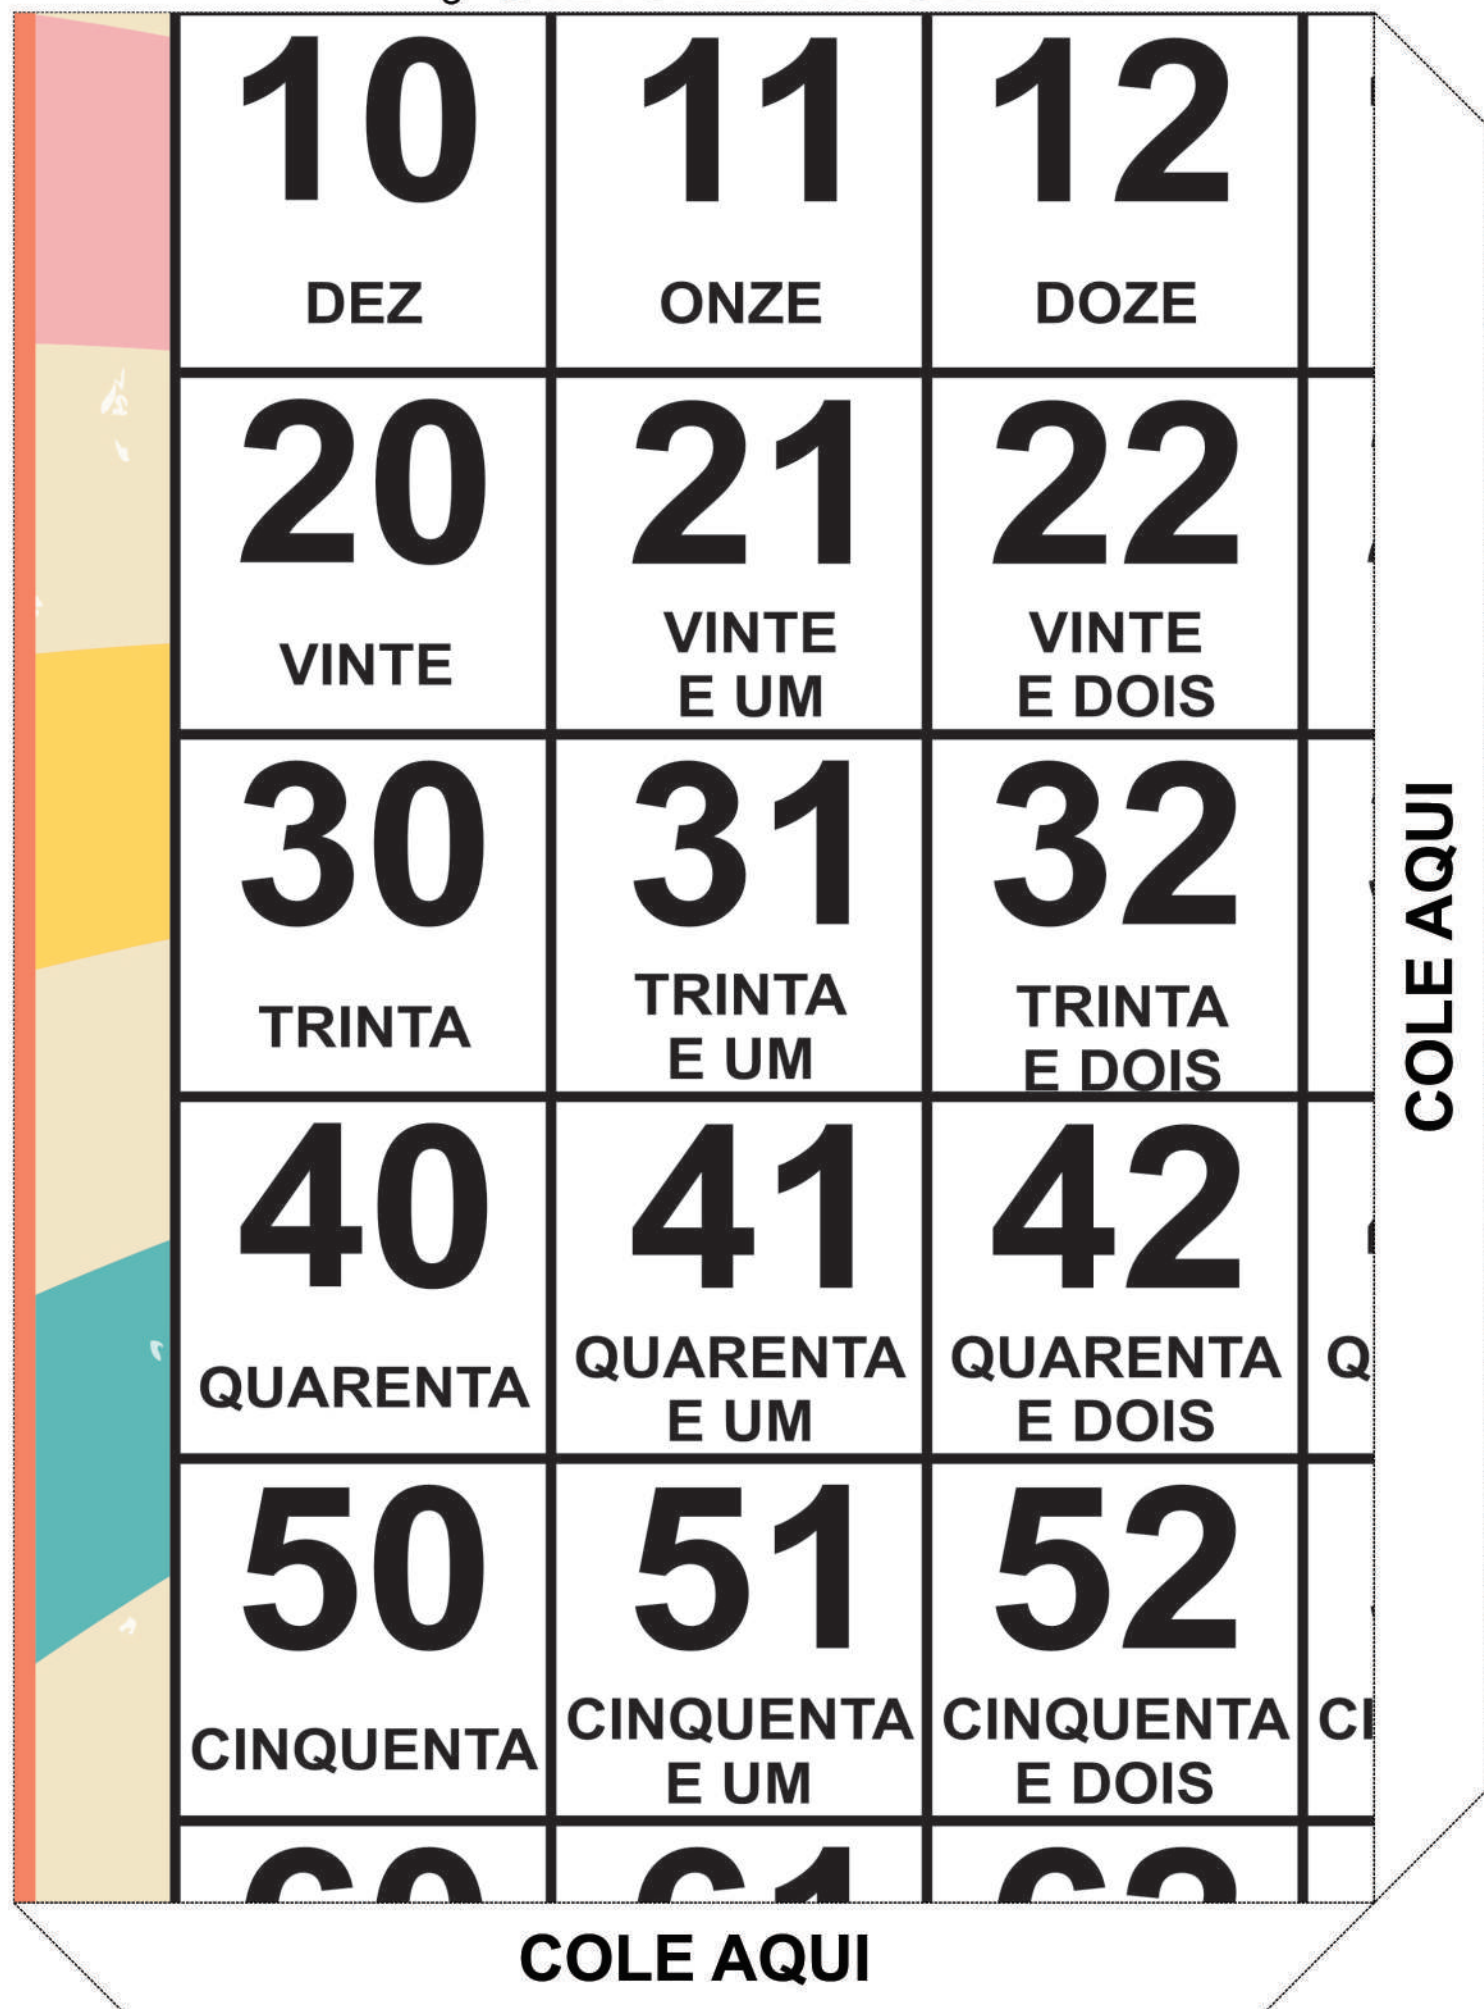 10 11 12
DEZ ONZE DOZE
20 21 22
VINTE VINTE E UM VINTE E DOIS
30 31 32
TRINTA TRINTA E UM TRINTA E DOIS
40 41 42
QUARENTA QUARENTA E UM QUARENTA E DOIS
50 51 52
CINQUENTA CINQUENTA E UM CINQUENTA E DOIS
COLE AQUI
COLE AQUI